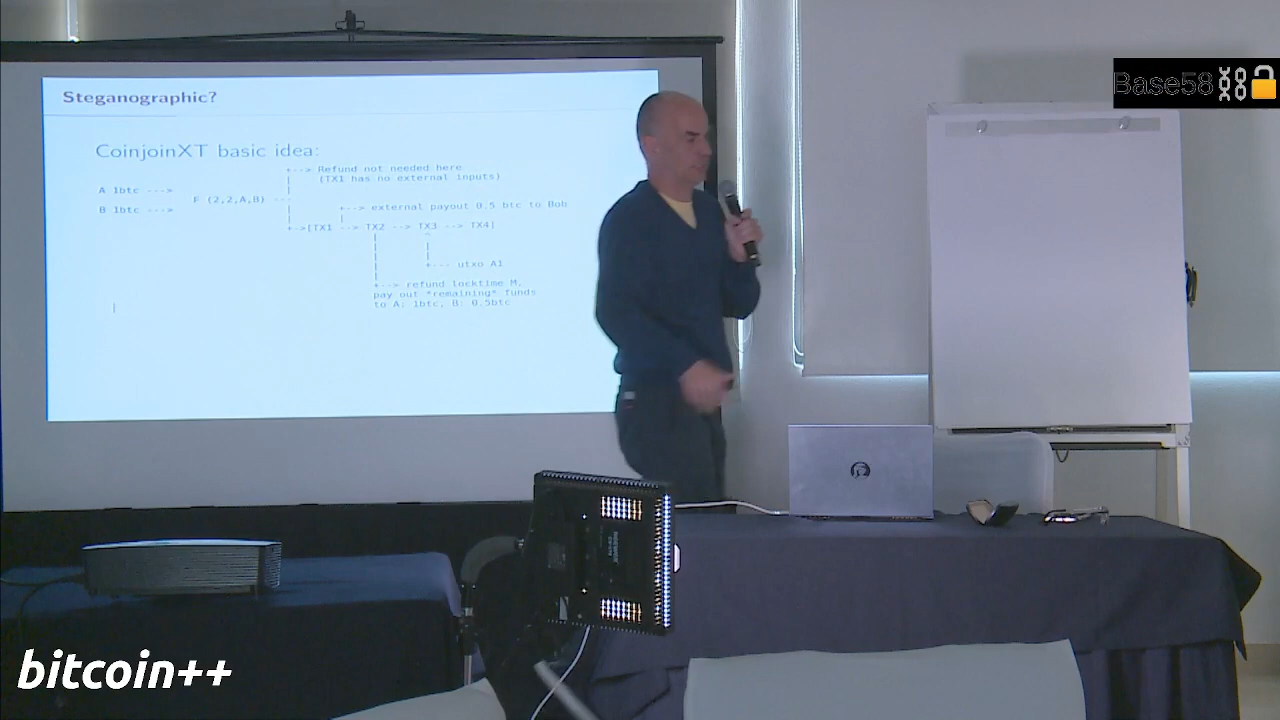 Steganographic?
CoinjoinXT basic idea:
+--> Refund not needed here
| (TX1 has no external inputs)
A 1btc --->
F (2,2,A,B) --
B 1btc --->
+--> external payout 0.5 btc to Bob
+->[TX1 --> TX2 --> TX3 --> TX4]
+--- utxo A1
+--> refund locktime M,
pay out *remaining* funds
to A: 1btc, B: 0.5btc
Base58
bitcoin++